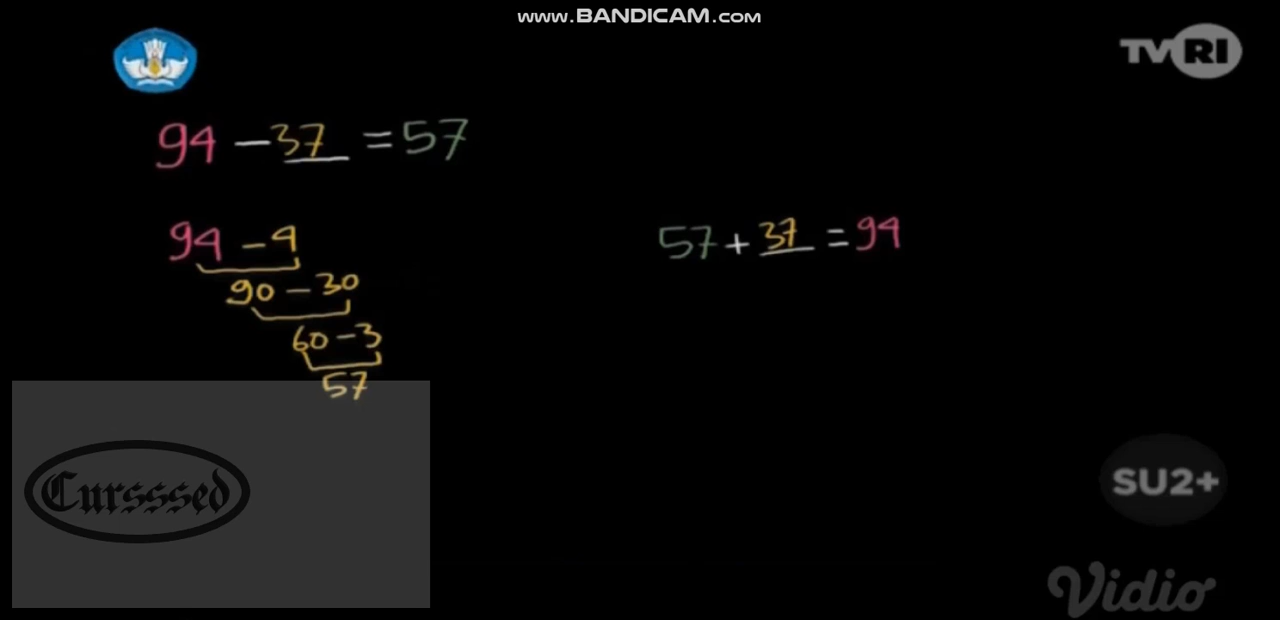 www.BANDICAM.com
TVRI
94 - 37 = 57
94 - 4
57 + 37 = 94
90 - 30
60 - 3
57
Curssssed
SU2+
Vidio